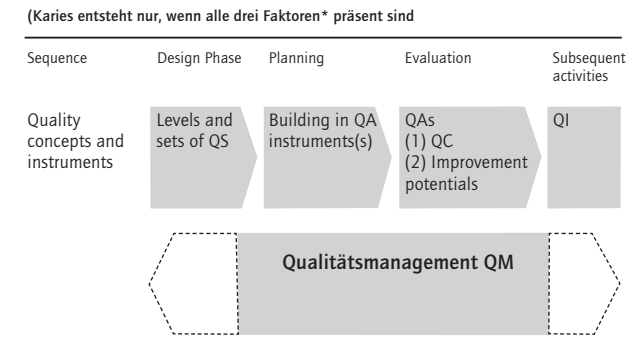 (Karies entsteht nur, wenn alle drei Faktoren* präsent sind
Sequence Design Phase Planning Evaluation Subsequent
activities
Quality
concepts and
instruments
Levels and
sets of QS
Building in QA
instruments(s)
QAs
(1) QC
(2) Improvement
potentials
QI
Qualitätsmanagement QM